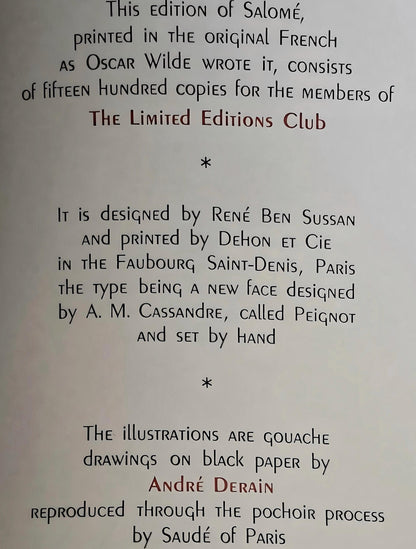 This edition of Salomé,
printed in the original French
as Oscar Wilde wrote it, consists
of fifteen hundred copies for the members of
The Limited Editions Club
*
It is designed by René Ben Sussan
and printed by Dehon et Cie
in the Faubourg Saint-Denis, Paris
the type being a new face designed
by A. M. Cassandre, called Peignot
and set by hand
*
The illustrations are gouache
drawings on black paper by
André Derain
reproduced through the pochoir process
by Saudé of Paris